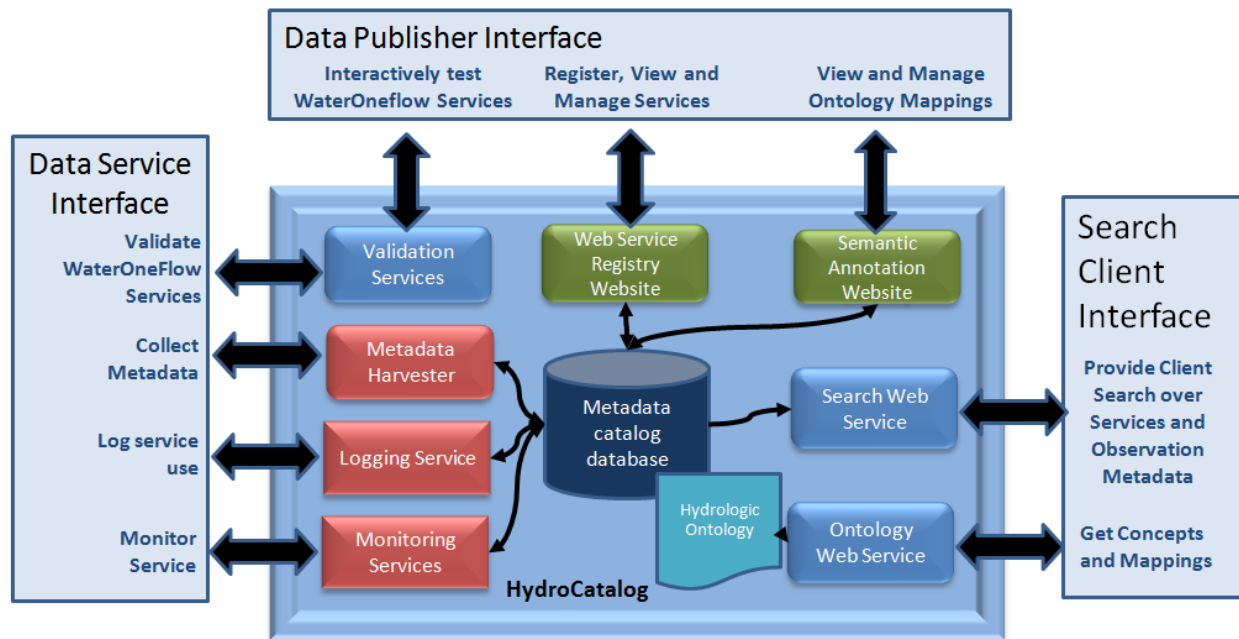 Data Publisher Interface
Interactively test
WaterOneflow Services
Register, View and
Manage Services
View and Manage
Ontology Mappings
Data Service
Interface
Validate
WaterOneFlow
Services
Collect
Metadata
Log service
use
Monitor
Service
Validation
Services
Web Service
Registry
Website
Semantic
Annotation
Website
Metadata
Harvester
Logging Service
Monitoring
Services
Metadata
catalog
database
Search Web
Service
Hydrologic
Ontology
Ontology
Web Service
HydroCatalog
Search
Client
Interface
Provide Client
Search over
Services and
Observation
Metadata
Get Concepts
and Mappings